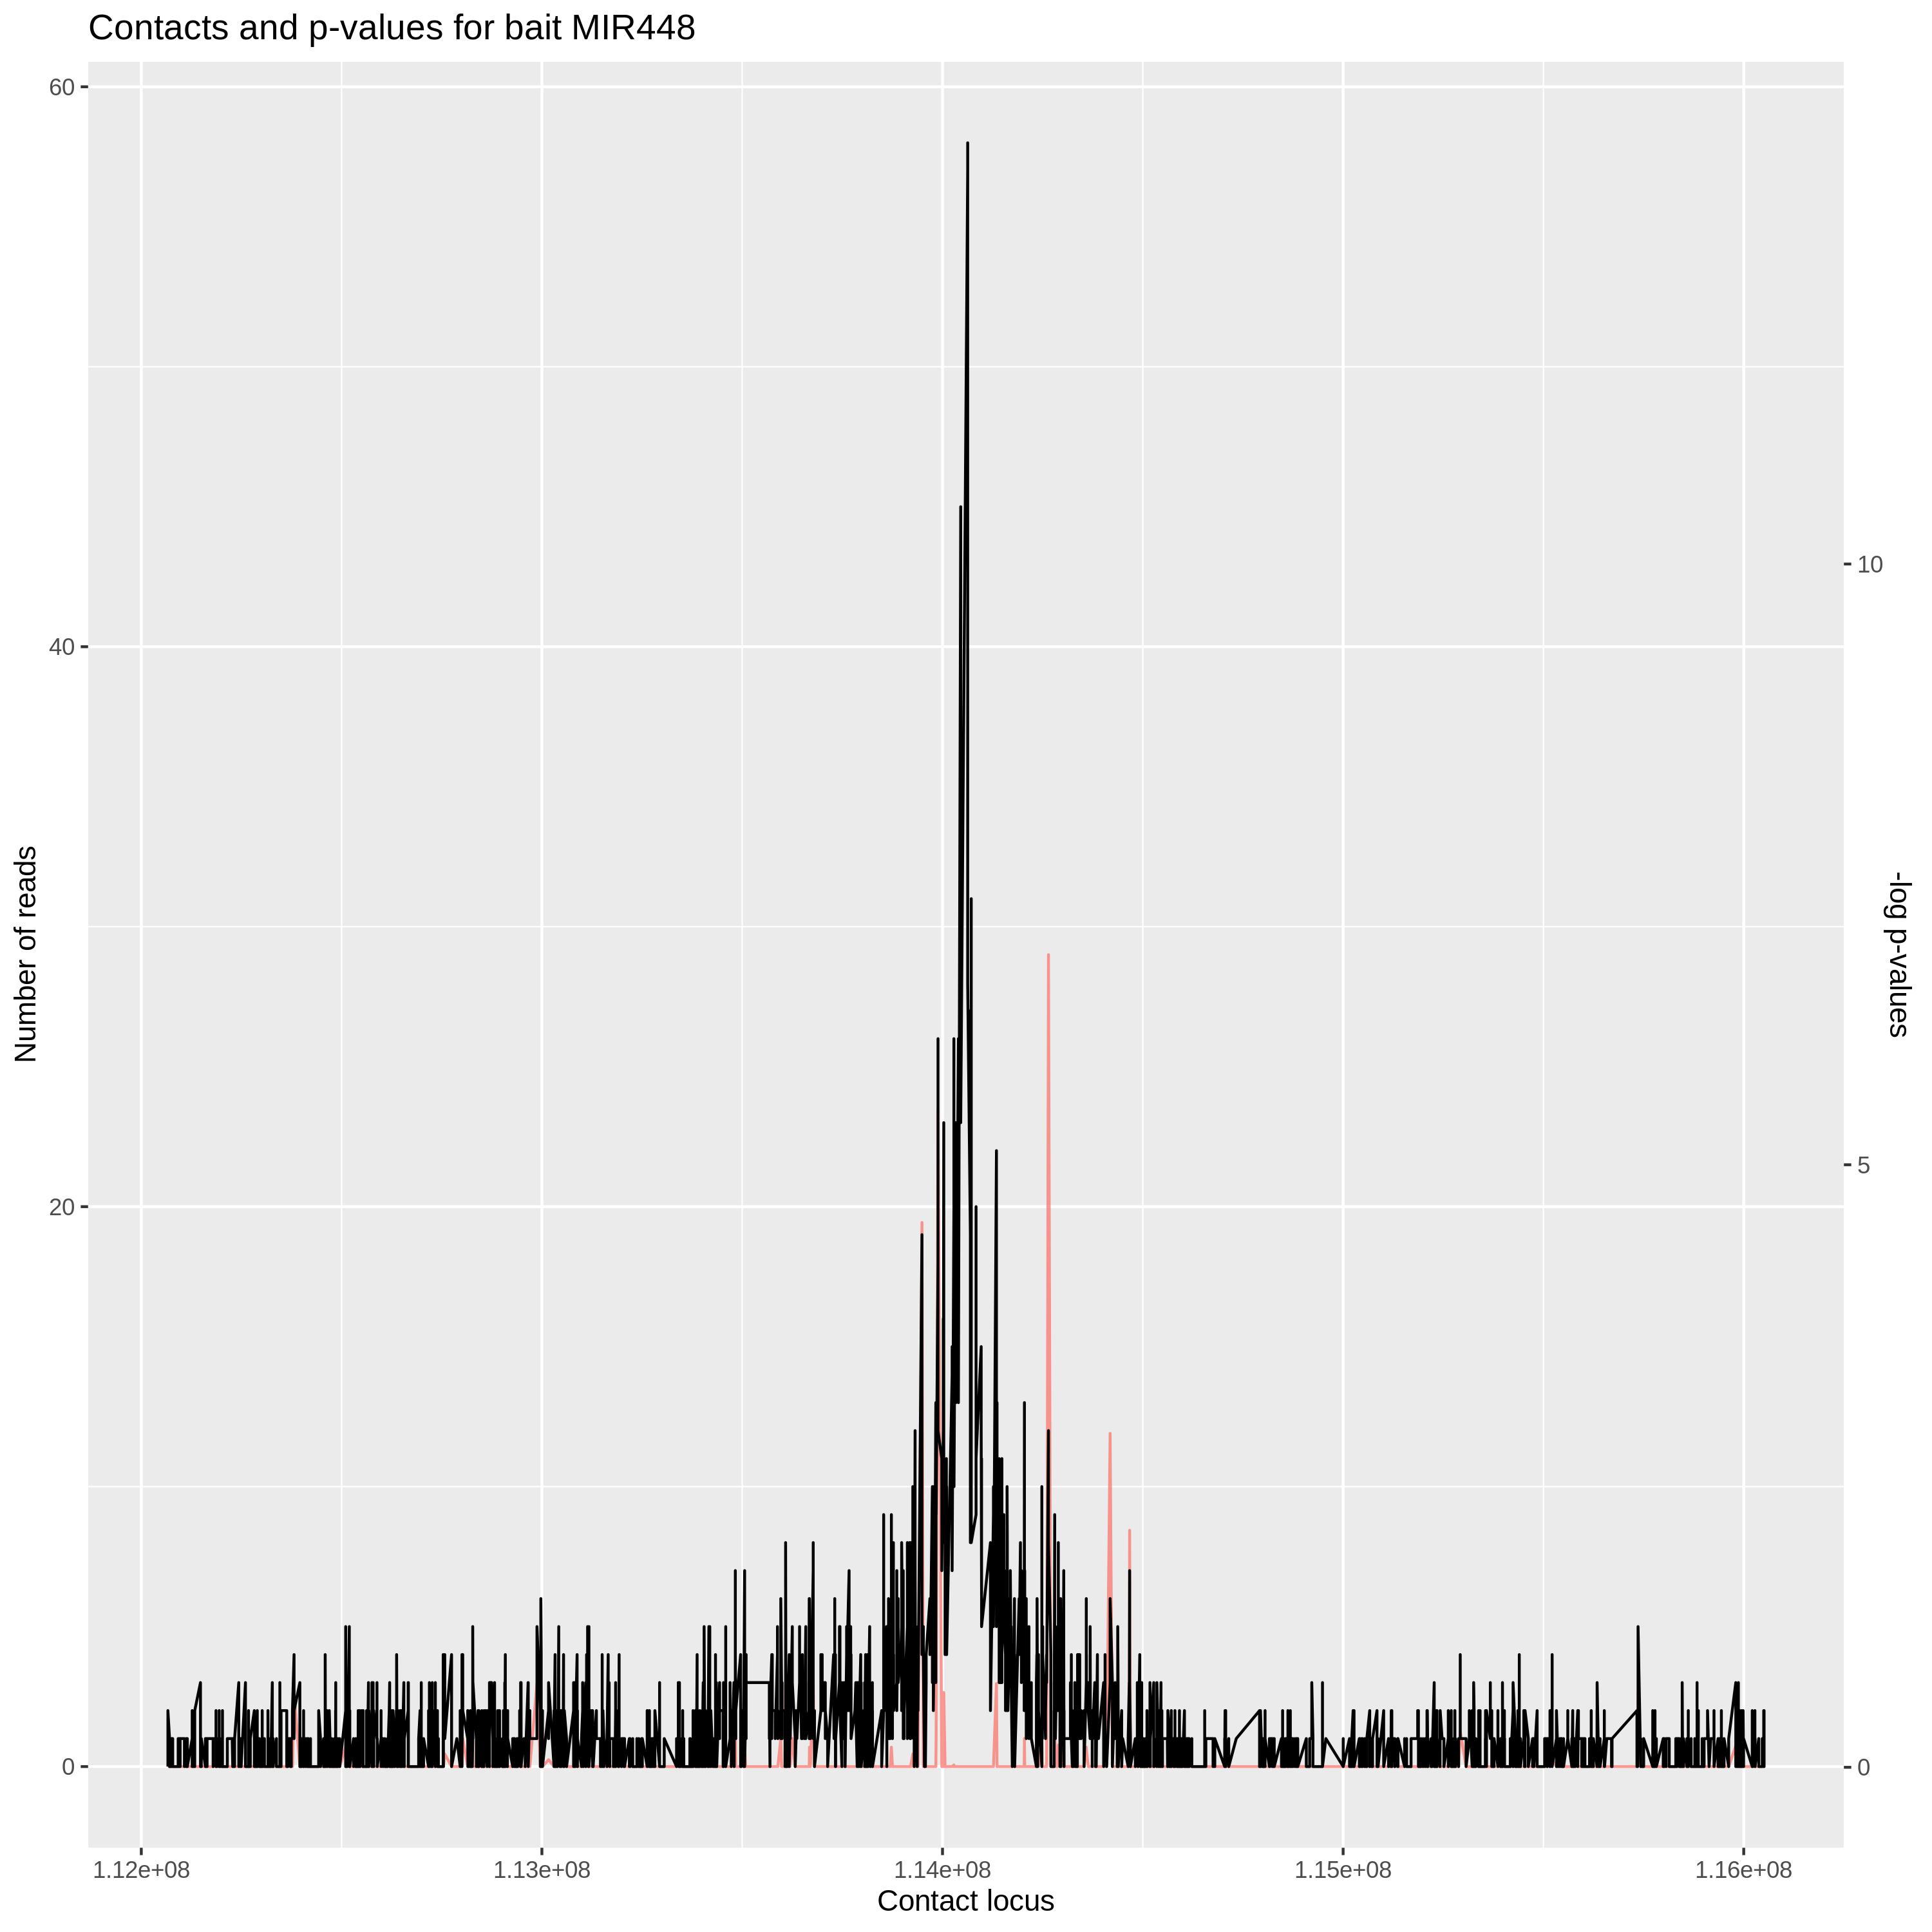 Contacts and p-values for bait MIR448
60
40
20
0
Number of reads
10
5
0
-log p-values
1.12e+08
1.13e+08
1.14e+08
1.15e+08
1.16e+08
Contact locus